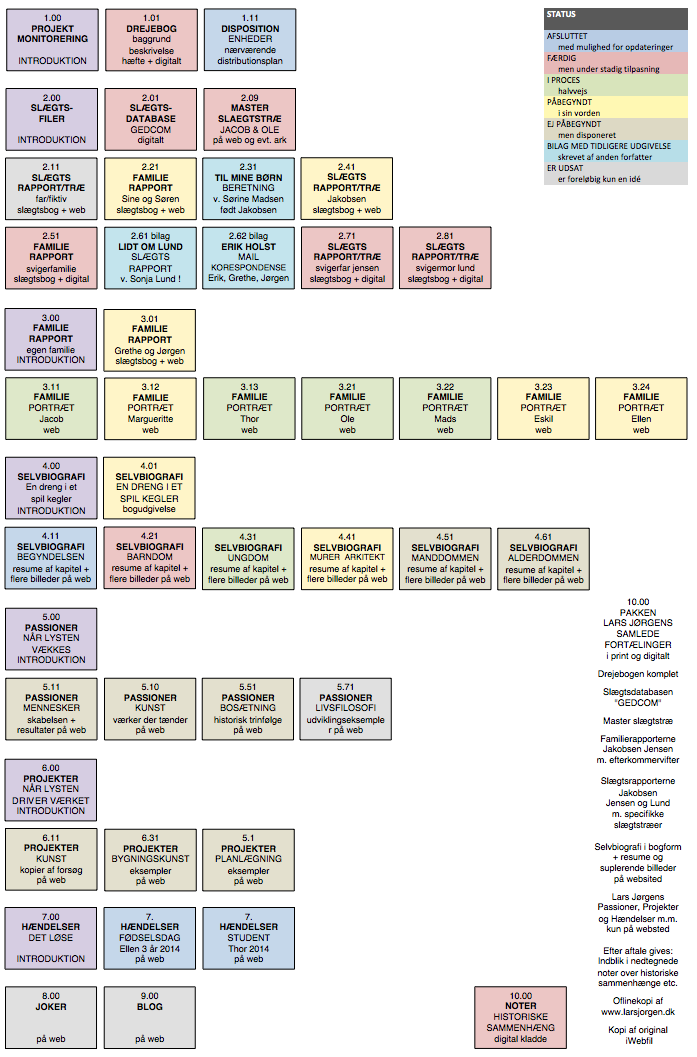 1.00
PROJEKT
MONITORERING
INTRODUKTION
1.01
DREJEBOG
baggrund
beskrivelse
hæfte + digitalt
1.11
DISPOSITION
ENHEDER
nærværende
distributionsplan
STATUS
AFSLUTTET
med mulighed for opdateringer
FÆRDIG
men under stadig tilpasning
I PROCES
halvvejs
PÅBEGYNDT
i sin vorden
EJ PÅBEGYNDT
men disponeret
BILAG MED TIDLIGERE UDGIVELSE
skrevet af anden forfatter
ER UDSAT
er foreløbig kun en idé
2.00
SLÆGTS-
FILER
INTRODUKTION
2.01
SLÆGTS-
DATABASE
GEDCOM
digitalt
2.09
MASTER
SLAEGTSTRÆ
JACOB & OLE
på web og evt. ark
2.11
SLÆGTS
RAPPORT/TRÆ
far/fiktiv
slægtsbog + web
2.21
FAMILIE
RAPPORT
Sine og Søren
slægtsbog + web
2.31
TIL MINE BØRN
BERETNING
v. Sørine Madsen
født Jakobsen
2.41
SLÆGTS
RAPPORT/TRÆ
Jakobsen
slægtsbog + web
2.51
FAMILIE
RAPPORT
svigerfamilie
slægtsbog + digital
2.61 bilag
LIDT OM LUND
SLÆGTS
RAPPORT
v. Sonja Lund !
2.62 bilag
ERIK HOLST
MAIL
KORESPONDENSE
Erik, Grethe, Jørgen
2.71
SLÆGTS
RAPPORT/TRÆ
svigerfar jensen
slægtsbog + digital
2.81
SLÆGTS
RAPPORT/TRÆ
svigermor lund
slægtsbog + digital
3.00
FAMILIE
RAPPORT
egen familie
INTRODUKTION
3.01
FAMILIE
RAPPORT
Grethe og Jørgen
slægtsbog + web
3.11
FAMILIE
PORTRÆT
Jacob
web
3.12
FAMILIE
PORTRÆT
Margueritte
web
3.13
FAMILIE
PORTRÆT
Thor
web
3.21
FAMILIE
PORTRÆT
Ole
web
3.22
FAMILIE
PORTRÆT
Mads
web
3.23
FAMILIE
PORTRÆT
Eskil
web
3.24
FAMILIE
PORTRÆT
Ellen
web
4.00
SELVBIOGRAFI
En dreng i et
spil kegler
INTRODUKTION
4.01
SELVBIOGRAFI
EN DRENG I ET
SPIL KEGLER
bogudgivelse
4.11
SELVBIOGRAFI
BEGYNDELSEN
resume af kapitel +
flere billeder på web
4.21
SELVBIOGRAFI
BARNDOM
resume af kapitel +
flere billeder på web
4.31
SELVBIOGRAFI
UNGDOM
resume af kapitel +
flere billeder på web
4.41
SELVBIOGRAFI
MURER ARKITEKT
resume af kapitel +
flere billeder på web
4.51
SELVBIOGRAFI
MANDDOMMEN
resume af kapitel +
flere billeder på web
4.61
SELVBIOGRAFI
ALDERDOMMEN
resume af kapitel +
flere billeder på web
5.00
PASSIONER
NÅR LYSTEN
VÆKKES
INTRODUKTION
5.11
PASSIONER
MENNESKER
skabelsen +
resultater på web
5.10
PASSIONER
KUNST
værker der tænder
på web
5.51
PASSIONER
BOSÆTNING
historisk trinfølge
på web
5.71
PASSIONER
LIVSFILOSOFI
udviklingseksemple
r på web
6.00
PROJEKTER
NÅR LYSTEN
DRIVER VÆRKET
INTRODUKTION
6.11
PROJEKTER
KUNST
kopier af forsøg
på web
6.31
PROJEKTER
BYGNINGSKUNST
eksempler
på web
5.1
PROJEKTER
PLANLÆGNING
eksempler
på web
7.00
HÆNDELSER
DET LØSE
INTRODUKTION
7.
HÆNDELSER
FØDSELSDAG
Ellen 3 år 2014
på web
7.
HÆNDELSER
STUDENT
Thor 2014
på web
8.00
JOKER
på web
9.00
BLOG
på web
10.00
NOTER
HISTORISKE
SAMMENHÆNG
digital kladde
10.00
PAKKEN
LARS JØRGENS
SAMLEDE
FORTÆLINGER
i print og digitalt
Drejebogen komplet
Slægtsdatabasen
"GEDCOM"
Master slægtstræ
Familierapporterne
Jakobsen Jensen
m. efterkommervifter
Slægtsrapporterne
Jakobsen
Jensen og Lund
m. specifikke
slægtstræer
Selvbiografi i bogform
+ resume og
suplerende billeder
på websited
Lars Jørgens
Passioner, Projekter
og Hændelser m.m.
kun på websted
Efter aftale gives:
Indblik i nedtegnede
noter over historiske
sammenhænge etc.
Oflinekopi af
www.larsjorgen.dk
Kopi af original
iWebfil